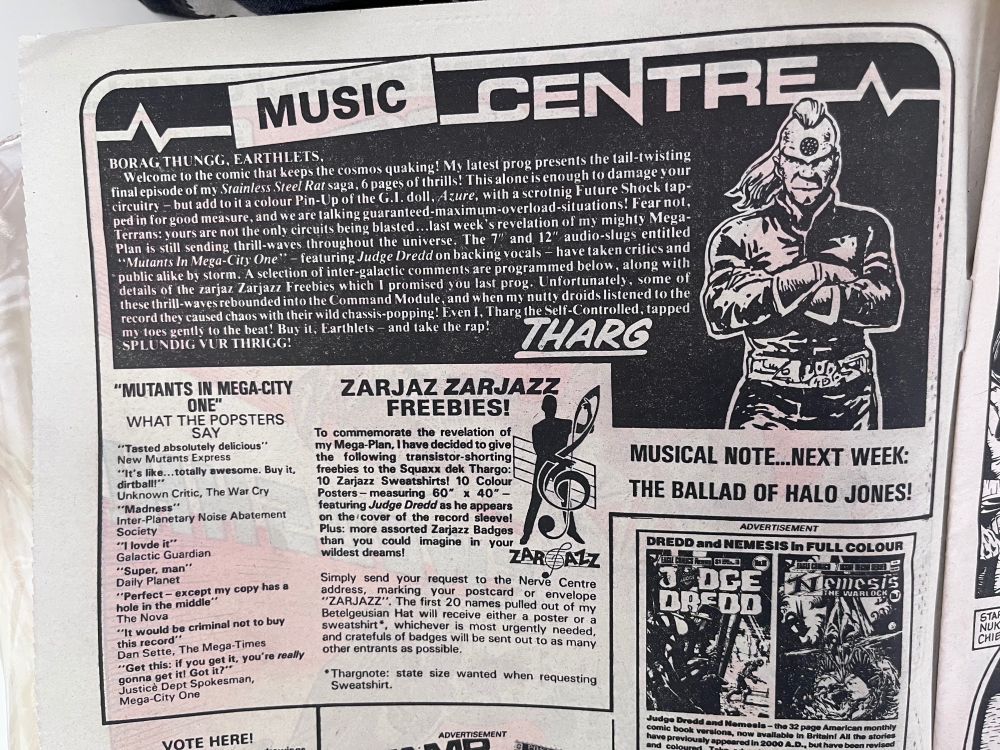 MUSIC CENTRE
BORAG THUNGG, EARTHLETS,
Welcome to the comic that keeps the cosmos quaking! My latest prog presents the tail-twisting
final episode of my Stainless Steel Rat saga, 6 pages of thrills! This alone is enough to damage your
circuitry – but add to it a colour Pin-Up of the G.I. doll, Azure, with a scrotnig Future Shock tap-
ped in for good measure, and we are talking guaranteed-maximum-overload-situations! Fear not,
Terrans: yours are not the only circuits being blasted...last week's revelation of my mighty Mega-
Plan is still sending thrill-waves throughout the universe. The 7" and 12" audio-slugs entitled
"Mutants In Mega-City One" – featuring Judge Dredd on backing vocals – have taken critics and
public alike by storm. A selection of inter-galactic comments are programmed below, along with
details of the zarjaz Zarjazz Freebies which I promised you last prog. Unfortunately, some of
these thrill-waves rebounded into the Command Module, and when my nutty droids listened to the
record they caused chaos with their wild chassis-popping! Even I, Tharg the Self-Controlled, tapped
my toes gently to the beat! Buy it, Earthlets – and take the rap!
SPLUNDIG VUR THRIGG!
THARG
"MUTANTS IN MEGA-CITY
ONE"
WHAT THE POPSTERS
SAY
"Tasted absolutely delicious"
New Mutants Express
"It's like...totally awesome. Buy it,
dirtball!"
Unknown Critic, The War Cry
"Madness"
Inter-Planetary Noise Abatement
Society
"I lovde it"
Galactic Guardian
"Super, man"
Daily Planet
"Perfect – except my copy has a
hole in the middle"
The Nova
"It would be criminal not to buy
this record"
Dan Sette, The Mega-Times
"Get this: if you get it, you're really
gonna get it! Got it?"
Justice Dept Spokesman,
Mega-City One
VOTE HERE!
ZARJAZ ZARJAZZ
FREEBIES!
To commemorate the revelation of
my Mega-Plan, I have decided to give
the following transistor-shorting
freebies to the Squaxx dek Thargo:
10 Zarjazz Sweatshirts! 10 Colour
Posters – measuring 60" x 40" –
featuring Judge Dredd as he appears
on the cover of the record sleeve!
Plus: more assorted Zarjazz Badges
than you could imagine in your
wildest dreams!
ZARJAZZ
Simply send your request to the Nerve Centre
address, marking your postcard or envelope
"ZARJAZZ". The first 20 names pulled out of my
Betelgeusian Hat will receive either a poster or a
sweatshirt*, whichever is most urgently needed,
and cratefuls of badges will be sent out to as many
other entrants as possible.
*Thargnote: state size wanted when requesting
Sweatshirt.
ADVERTISEMENT
MUSICAL NOTE...NEXT WEEK:
THE BALLAD OF HALO JONES!
ADVERTISEMENT
DREDD and NEMESIS in FULL COLOUR
JUDGE
DREDD
Nemesis
THE WARLOCK
Judge Dredd and Nemesis – the 32 page American monthly
comic book versions, now available in Britain! All the stories
have previously appeared in 2000 A.D., but have been revised
and coloured.